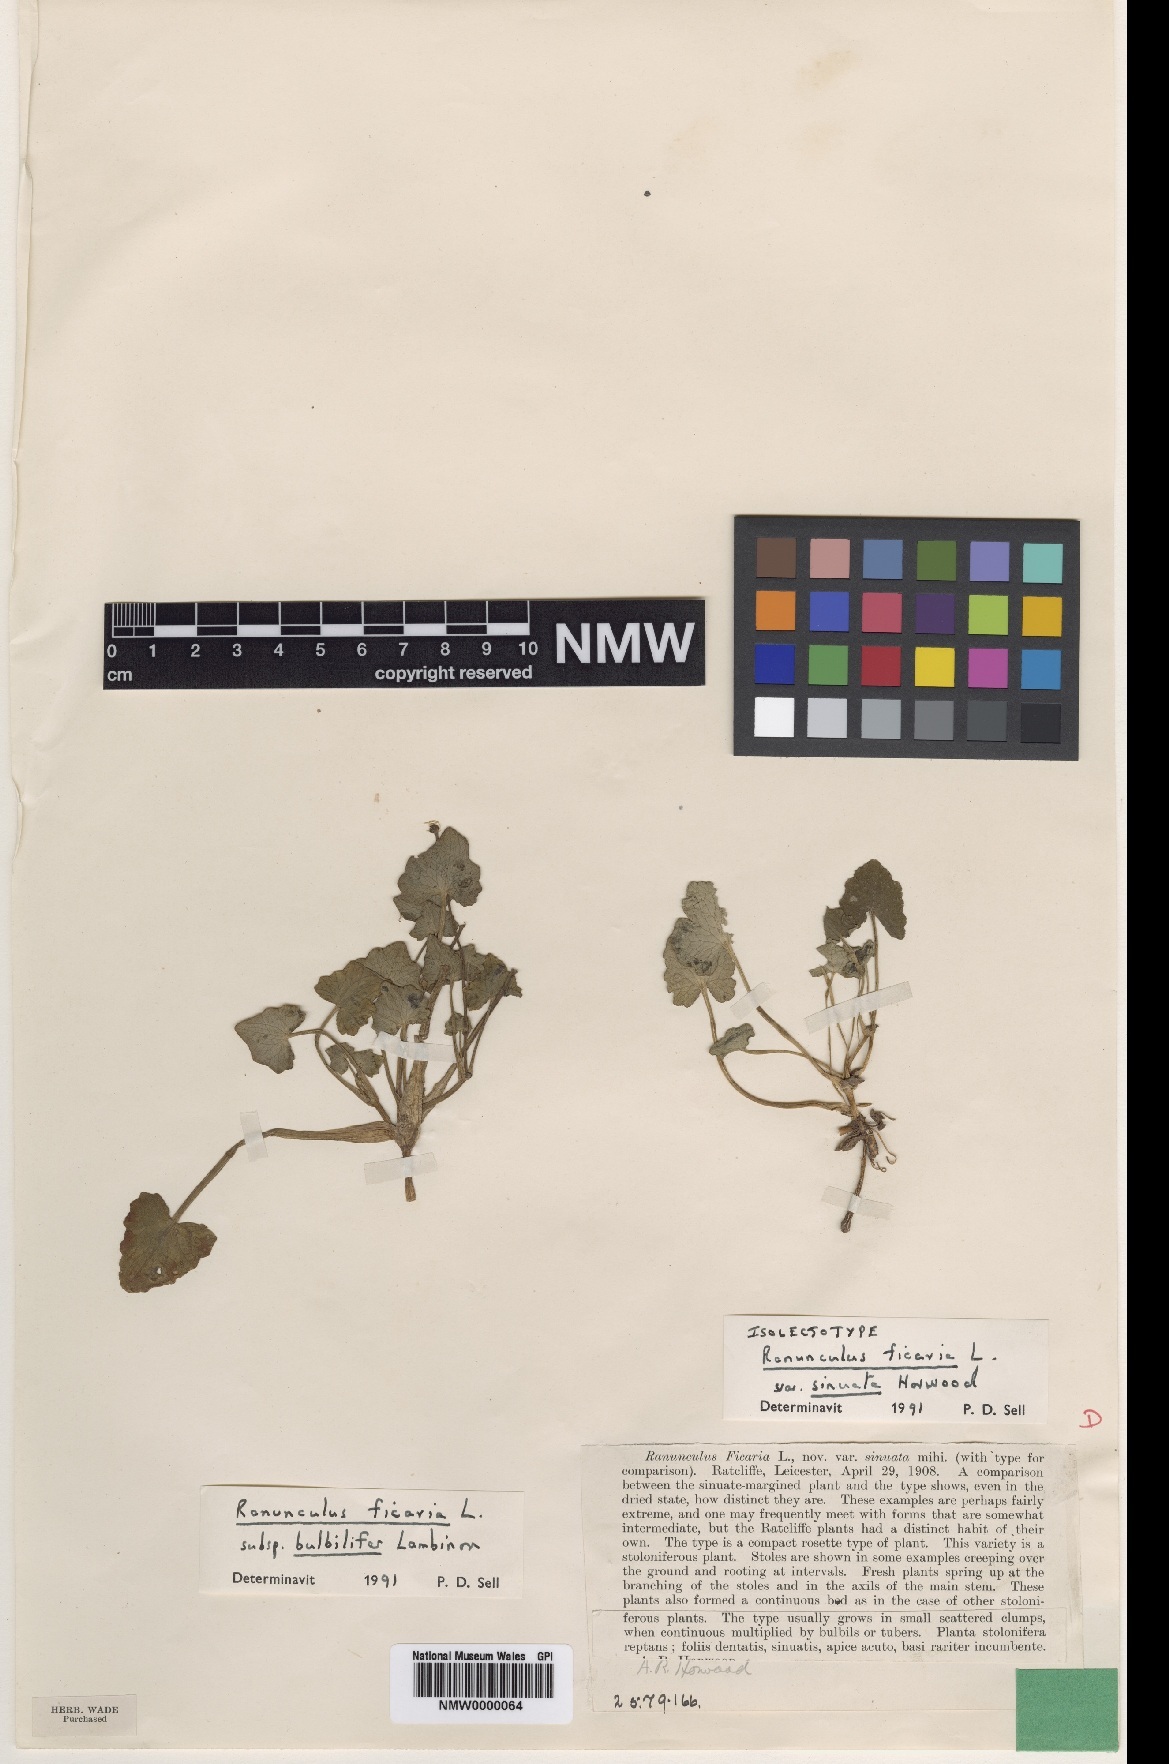 0 1 2 3 4 5 6 7 8 9 10
cm
copyright reserved
NMW
ISOLECTOTYPE
Ranunculus ficaria L.
var. sinuata Horwood
Determinavit 1991 P. D. Sell
D
Ranunculus Ficaria L., nov. var. sinuata mihi. (with type for
comparison). Ratcliffe, Leicester, April 29, 1908. A comparison
between the sinuate-margined plant and the type shows, even in the
dried state, how distinct they are. These examples are perhaps fairly
extreme, and one may frequently meet with forms that are somewhat
intermediate, but the Ratcliffe plants had a distinct habit of their
own. The type is a compact rosette type of plant. This variety is a
stoloniferous plant. Stoles are shown in some examples creeping over
the ground and rooting at intervals. Fresh plants spring up at the
branching of the stoles and in the axils of the main stem. These
plants also formed a continuous bed as in the case of other stoloni-
ferous plants. The type usually grows in small scattered clumps,
when continuous multiplied by bulbils or tubers. Planta stolonifera
reptans; foliis dentatis, sinuatis, apice acuto, basi rariter incumbente.
A. R. Horwood
25.79.166.
Ranunculus ficaria L.
subsp. bulbilifer Lambinon
Determinavit 1991 P. D. Sell
National Museum Wales GPI
NMW0000064
HERB. WADE
Purchased